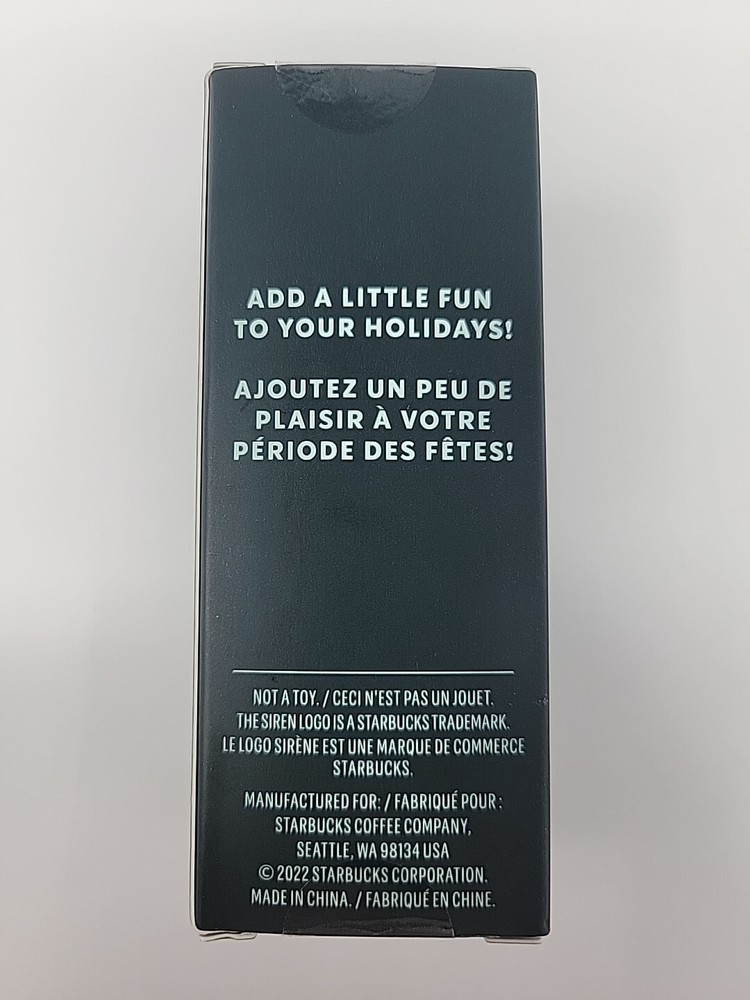 ADD A LITTLE FUN
TO YOUR HOLIDAYS!
AJOUTEZ UN PEU DE
PLAISIR À VOTRE
PÉRIODE DES FÊTES!
NOT A TOY. / CECI N'EST PAS UN JOUET.
THE SIREN LOGO IS A STARBUCKS TRADEMARK.
LE LOGO SIRÈNE EST UNE MARQUE DE COMMERCE
STARBUCKS.
MANUFACTURED FOR: / FABRIQUÉ POUR :
STARBUCKS COFFEE COMPANY,
SEATTLE, WA 98134 USA
© 2022 STARBUCKS CORPORATION.
MADE IN CHINA. / FABRIQUÉ EN CHINE.